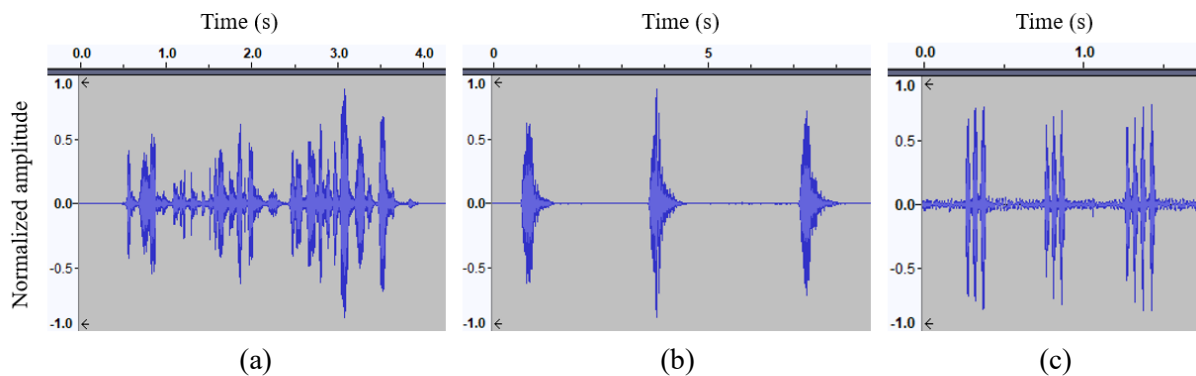 Time (s) Time (s) Time (s)
0.0 1.0 2.0 3.0 4.0 0 5 0.0 1.0
1.0 1.0 1.0
0.5 0.5 0.5
0.0 0.0 0.0
-0.5 -0.5 -0.5
-1.0 -1.0 -1.0
Normalized amplitude
(a) (b) (c)